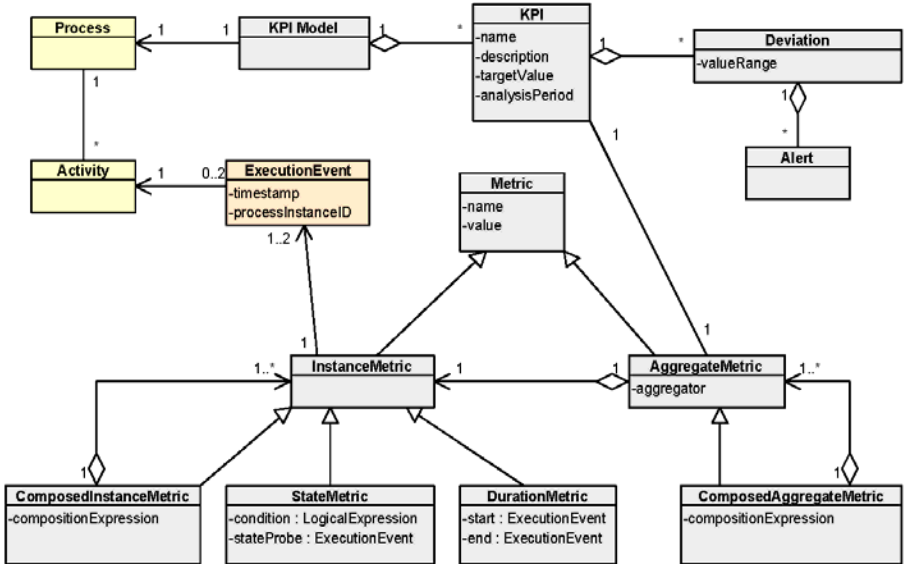 Process
1
1
KPI Model
1
*
KPI
-name
-description
-targetValue
-analysisPeriod
1
*
Deviation
-valueRange
1
*
Alert
1
*
Activity
1
0..2
ExecutionEvent
-timestamp
-processInstanceID
1..2
1
Metric
-name
-value
1
1
1..*
InstanceMetric
1
1
AggregateMetric
-aggregator
1..*
1
ComposedInstanceMetric
-compositionExpression
StateMetric
-condition : LogicalExpression
-stateProbe : ExecutionEvent
DurationMetric
-start : ExecutionEvent
-end : ExecutionEvent
1
ComposedAggregateMetric
-compositionExpression